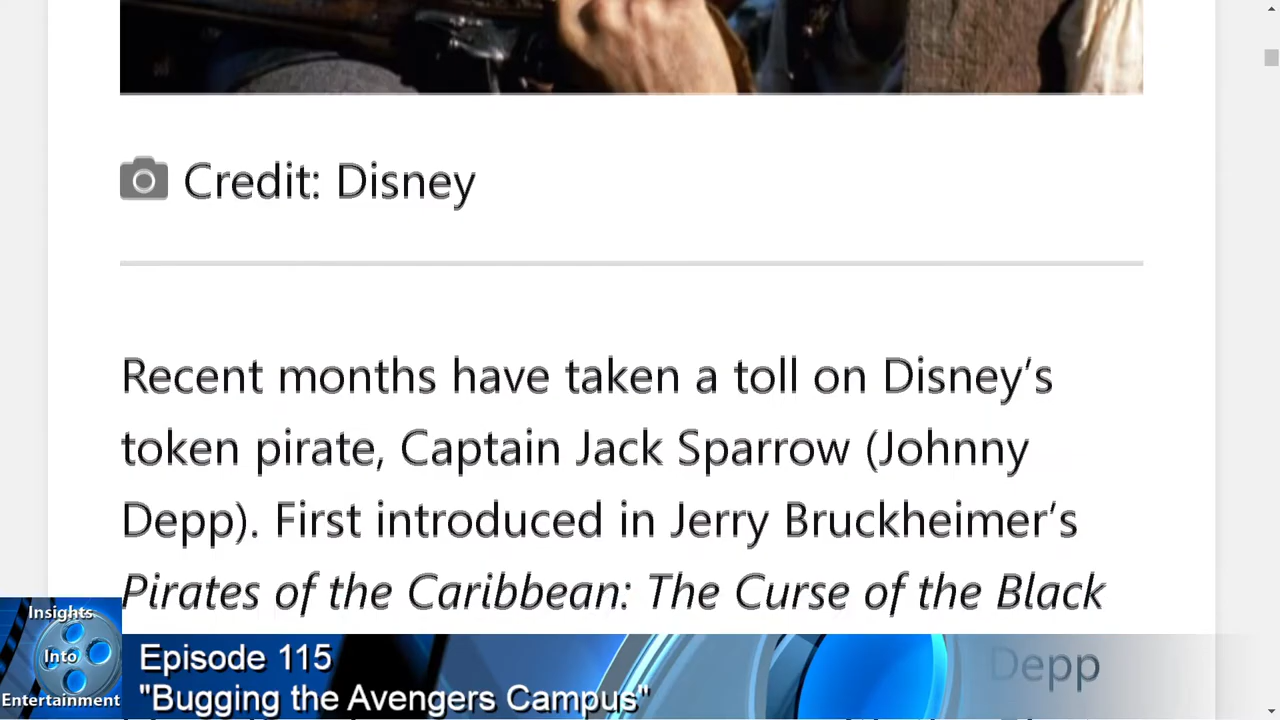 Credit: Disney
Recent months have taken a toll on Disney’s
token pirate, Captain Jack Sparrow (Johnny
Depp). First introduced in Jerry Bruckheimer’s
Pirates of the Caribbean: The Curse of the Black
Depp
Insights
Into
Entertainment
Episode 115
"Bugging the Avengers Campus"